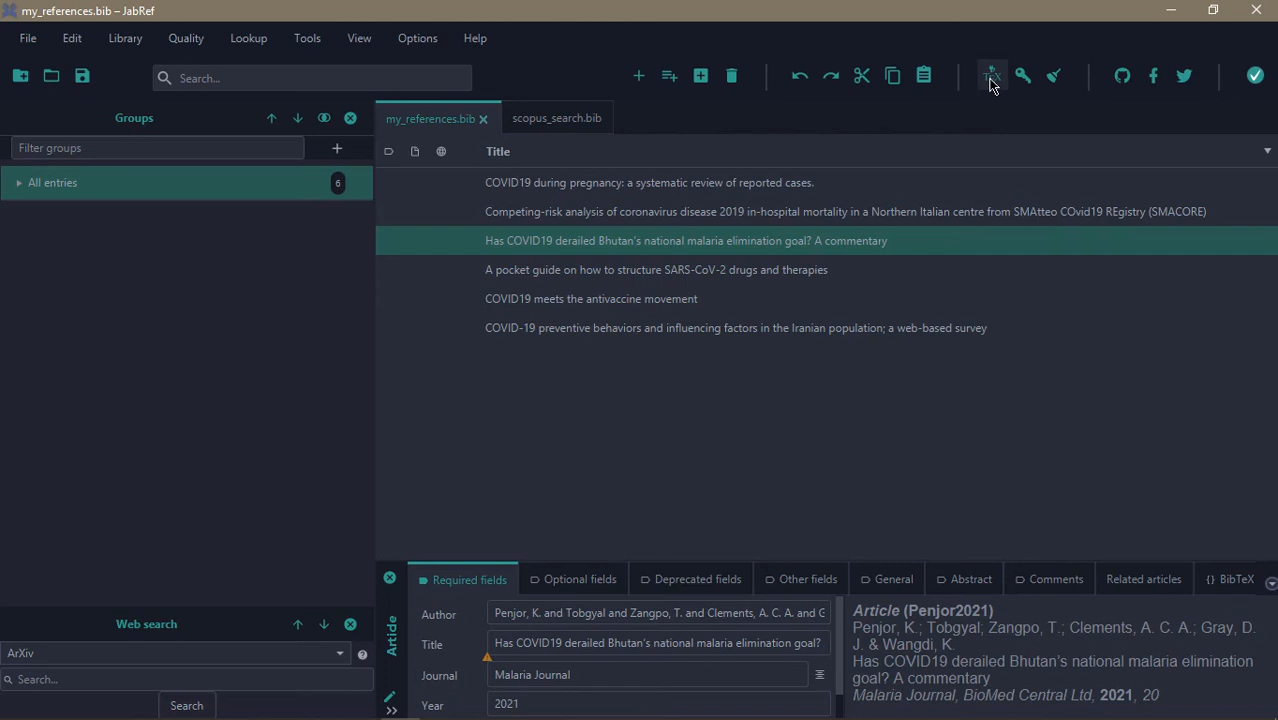 my_references.bib – JabRef
File Edit Library Quality Lookup Tools View Options Help
Search...
TEX
Groups
Filter groups
All entries 6
my_references.bib scopus_search.bib
Title
COVID19 during pregnancy: a systematic review of reported cases.
Competing-risk analysis of coronavirus disease 2019 in-hospital mortality in a Northern Italian centre from SMAtteo COvid19 REgistry (SMACORE)
Has COVID19 derailed Bhutan's national malaria elimination goal? A commentary
A pocket guide on how to structure SARS-CoV-2 drugs and therapies
COVID19 meets the antivaccine movement
COVID-19 preventive behaviors and influencing factors in the Iranian population; a web-based survey
Required fields Optional fields Deprecated fields Other fields General Abstract Comments Related articles {} BibTeX
Article
Author Penjor, K. and Tobgyal and Zangpo, T. and Clements, A. C. A. and G
Title Has COVID19 derailed Bhutan's national malaria elimination goal?
Journal Malaria Journal
Year 2021
Article (Penjor2021)
Penjor, K.; Tobgyal; Zangpo, T.; Clements, A. C. A.; Gray, D.
J. & Wangdi, K.
Has COVID19 derailed Bhutan's national malaria elimination
goal? A commentary
Malaria Journal, BioMed Central Ltd, 2021, 20
Web search
ArXiv
Search...
Search